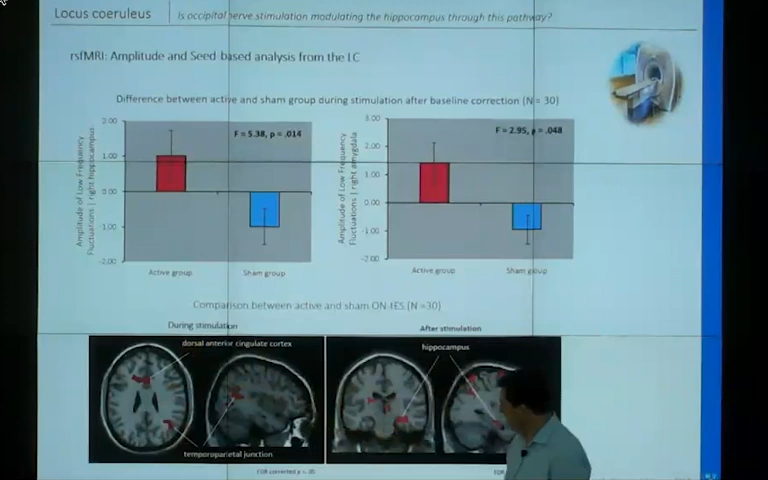 Locus coeruleus
Is occipital nerve stimulation modulating the hippocampus through this pathway?
rsfMRI: Amplitude and Seed based analysis from the LC
Difference between active and sham group during stimulation after baseline correction (N = 30)
Amplitude of Low Frequency
Fluctuations | right hippocampus
2.00
1.00
0.00
-1.00
-2.00
F = 5.38, p = .014
Active group
Sham group
Amplitude of Low Frequency
Fluctuations | right amygdala
3.00
2.00
1.00
0.00
-1.00
-2.00
F = 2.95, p = .048
Active group
Sham group
Comparison between active and sham ON-tES (N =30)
During stimulation
After stimulation
dorsal anterior cingulate cortex
temporoparietal junction
hippocampus
FDR corrected p < .05